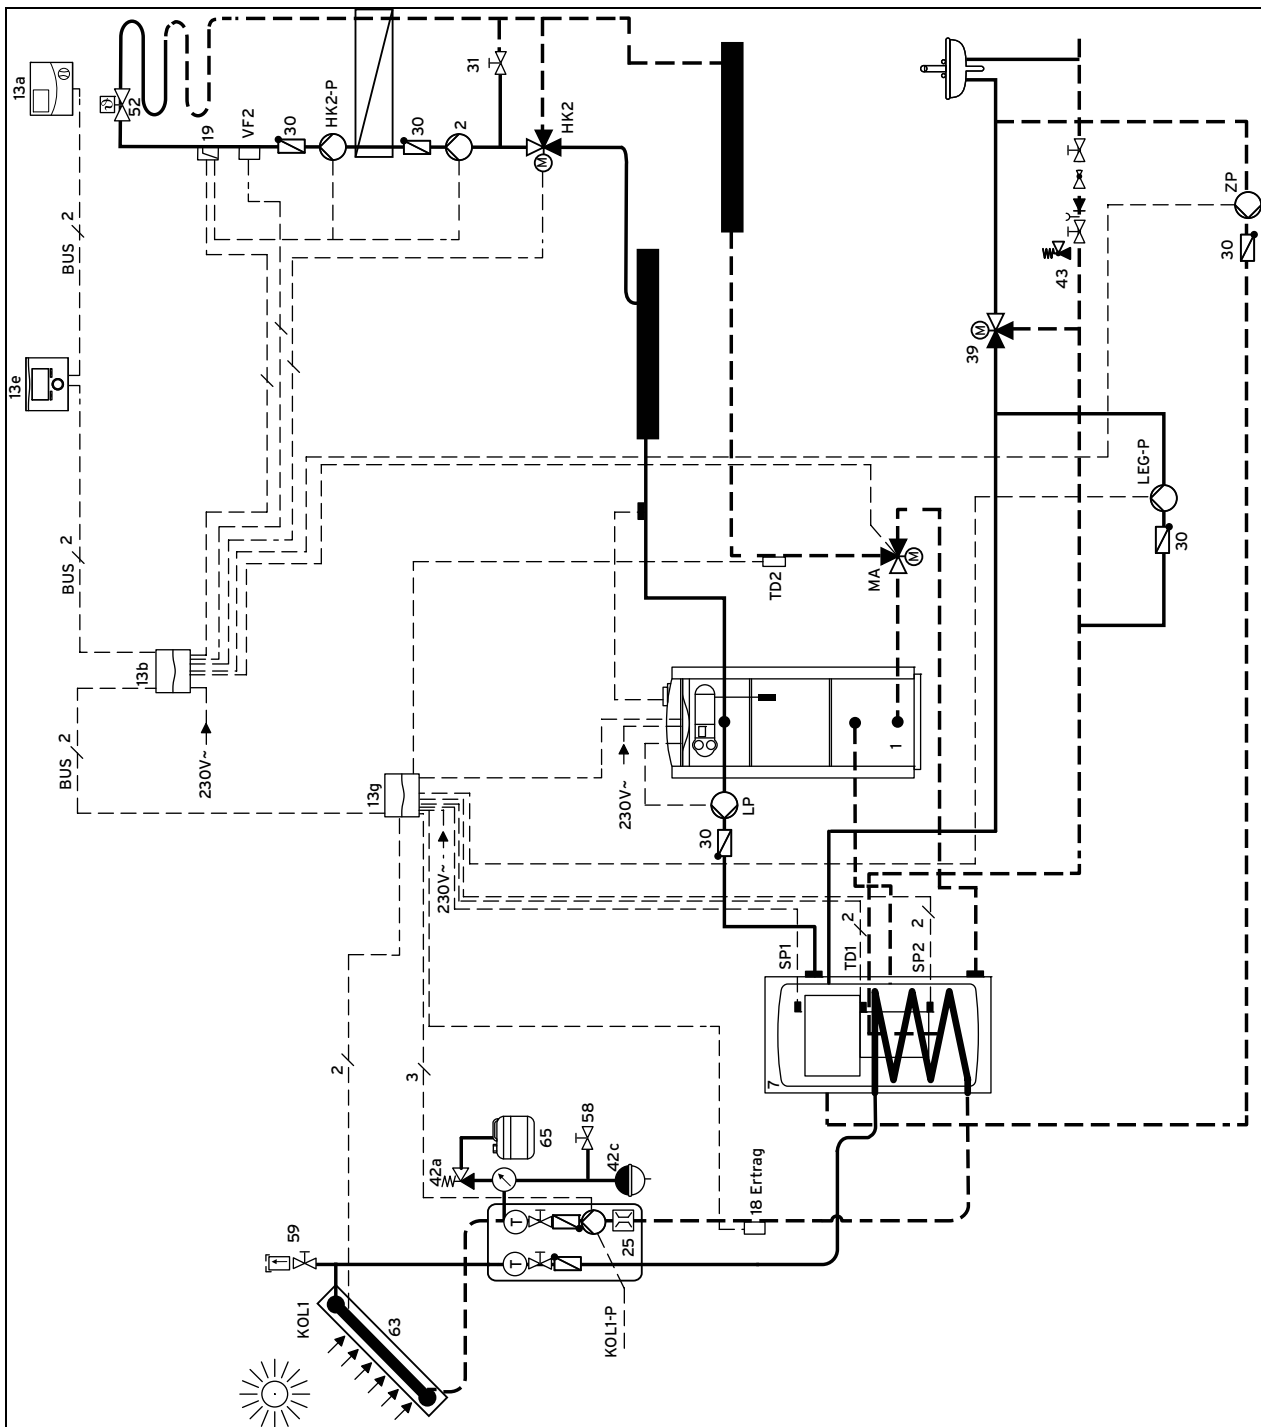 13e
13a
BUS 2
BUS 2
BUS 2
13b
52
230V~
19
VF2
59
30
KOL1
2
HK2-P
13g
63
3
30
42a
230V~
2
31
T
T
65
M
HK2
58
KOL1-P
42c
25
230V~
30
LP
18 Ertrag
7
TD2
SP1
TD1 2
MA
1
M
SP2 2
39
M
43
LEG-P
30
30
ZP